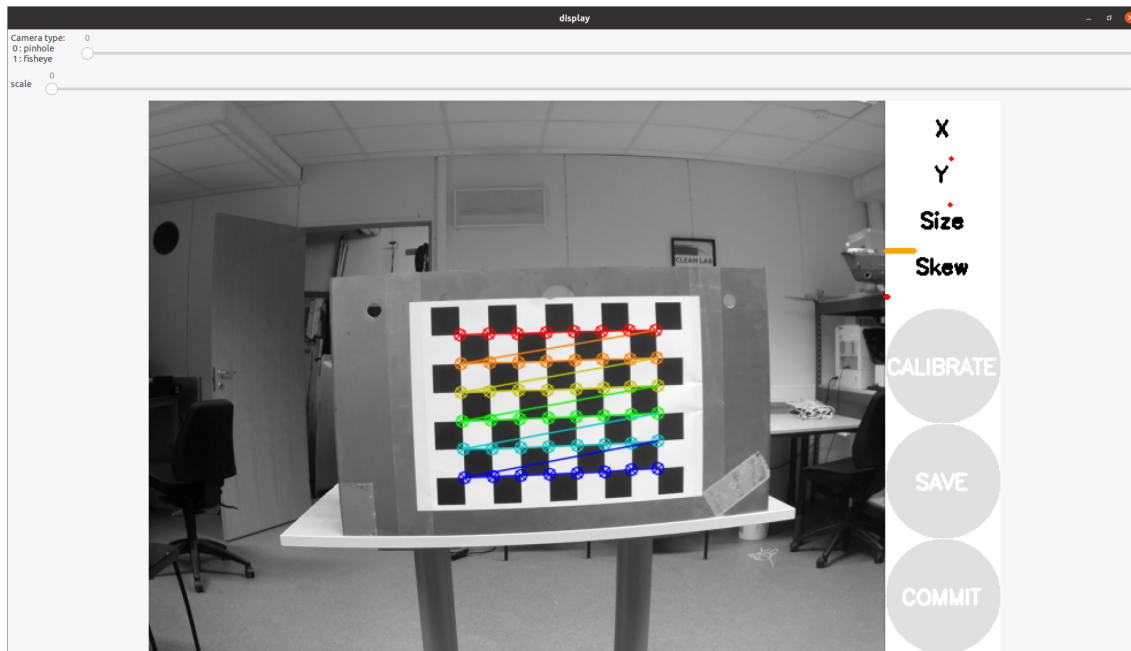 display
Camera type:
0 : pinhole
1 : fisheye
0
scale
0
X
Y
Size
Skew
CLEAN LAB
CALIBRATE
SAVE
COMMIT